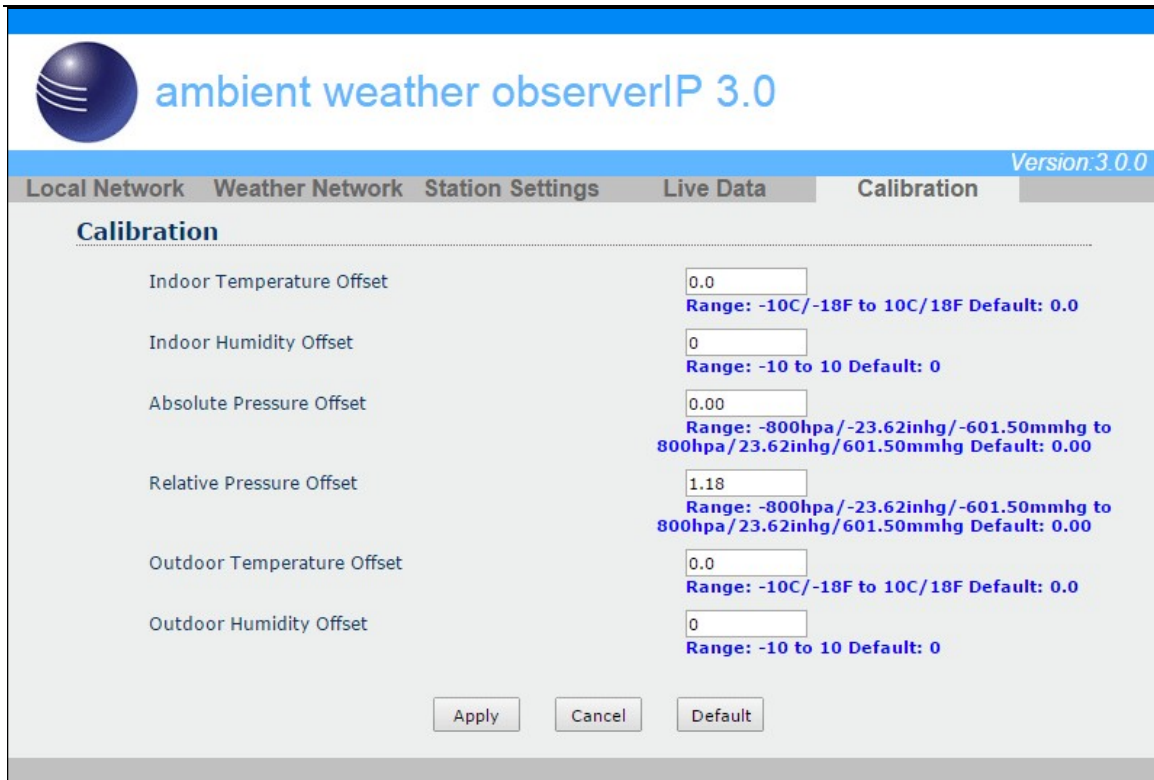 ambient weather observerIP 3.0
Version:3.0.0
Local Network Weather Network Station Settings Live Data Calibration
Calibration
Indoor Temperature Offset 0.0
Range: -10C/-18F to 10C/18F Default: 0.0
Indoor Humidity Offset 0
Range: -10 to 10 Default: 0
Absolute Pressure Offset 0.00
Range: -800hpa/-23.62inhg/-601.50mmhg to
800hpa/23.62inhg/601.50mmhg Default: 0.00
Relative Pressure Offset 1.18
Range: -800hpa/-23.62inhg/-601.50mmhg to
800hpa/23.62inhg/601.50mmhg Default: 0.00
Outdoor Temperature Offset 0.0
Range: -10C/-18F to 10C/18F Default: 0.0
Outdoor Humidity Offset 0
Range: -10 to 10 Default: 0
Apply Cancel Default